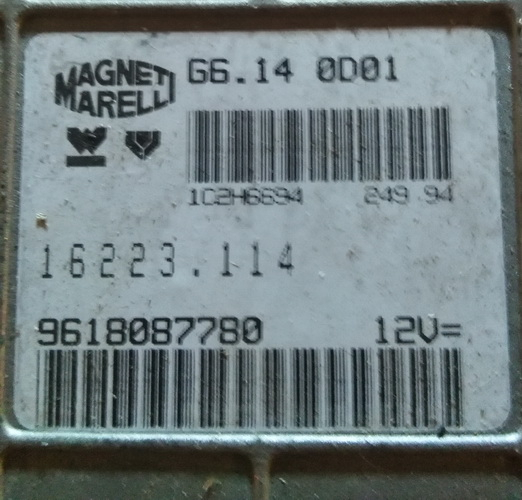 MAGNETI
MARELLI
G6.14 0D01
1C2H6694 249 94
16223.114
9618087780 12V=